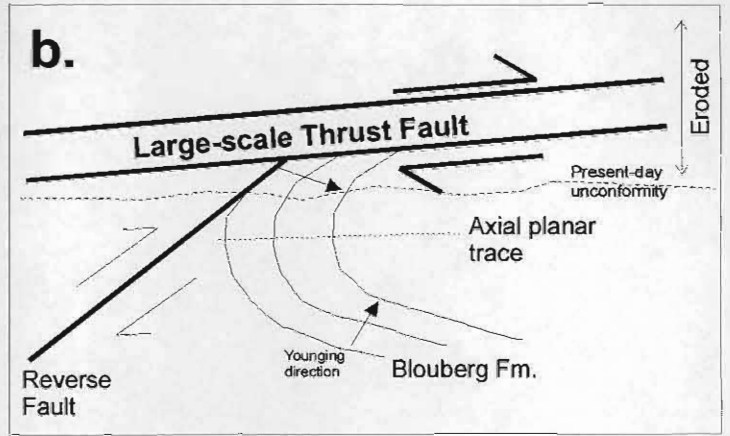 b.
Large-scale Thrust Fault
Eroded
Present-day
unconformity
Axial planar
trace
Younging
direction
Blouberg Fm.
Reverse
Fault